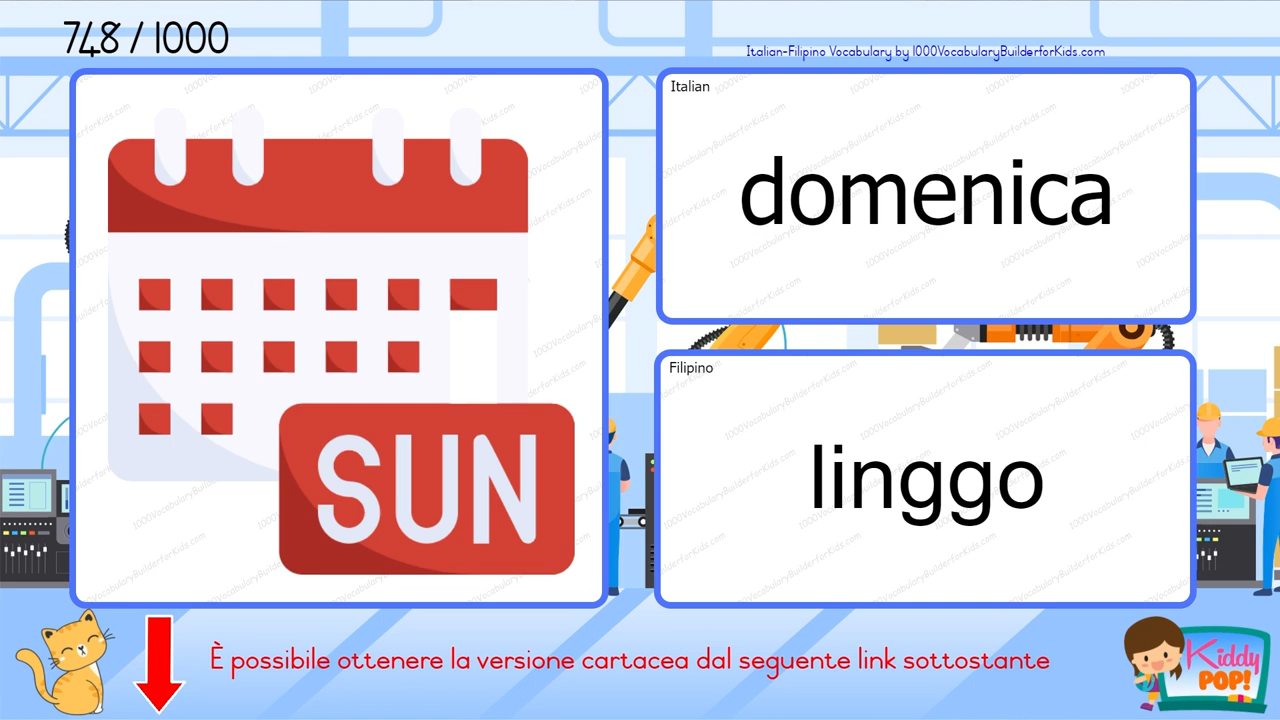 748 / 1000
Italian-Filipino Vocabulary by 1000VocabularyBuilderforKids.com
Italian
domenica
SUN
Filipino
linggo
È possibile ottenere la versione cartacea dal seguente link sottostante
Kiddy
POP!